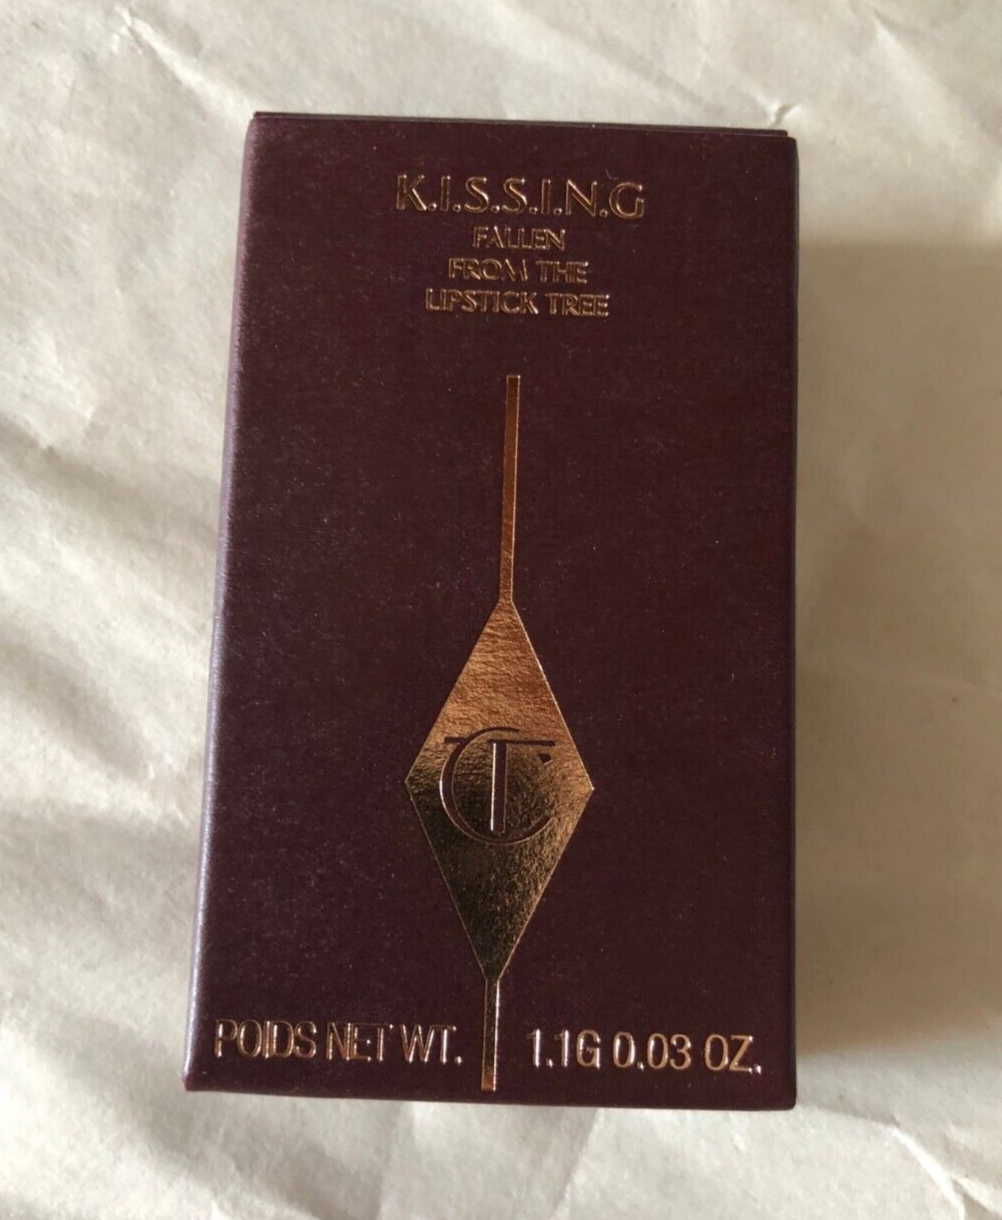 K.I.S.S.I.N.G
FALLEN
FROM THE
LIPSTICK TREE
CT
POIDS NET WT. 1.1G 0.03 OZ.